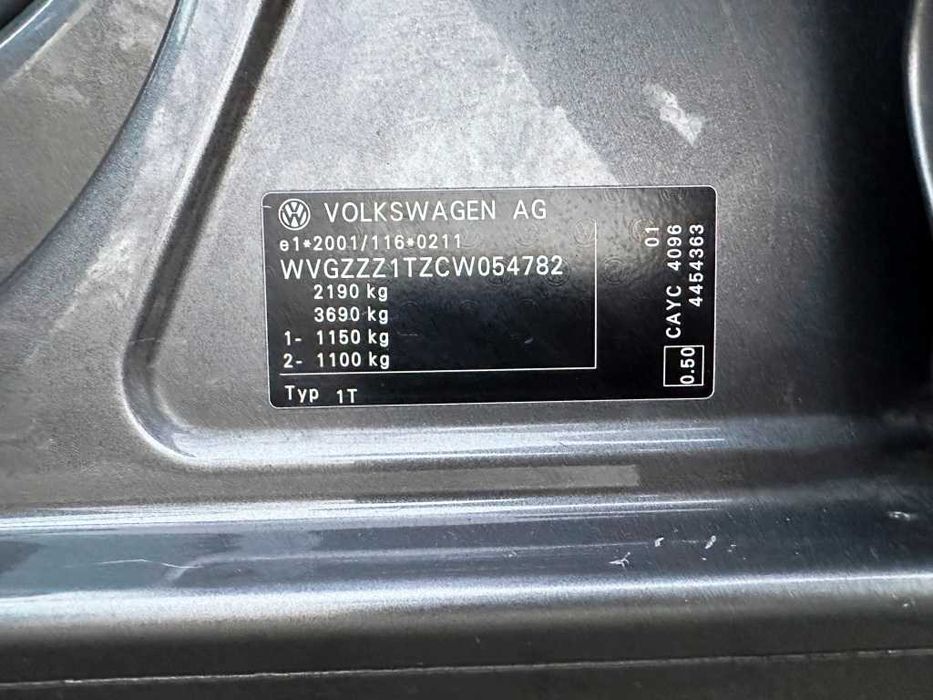 VOLKSWAGEN AG
e1*2001/116*0211
WVGZZZ1TZCW054782
2190 kg
3690 kg
1- 1150 kg
2- 1100 kg
Typ 1T
01
CAYC 4096
4454363
0.50